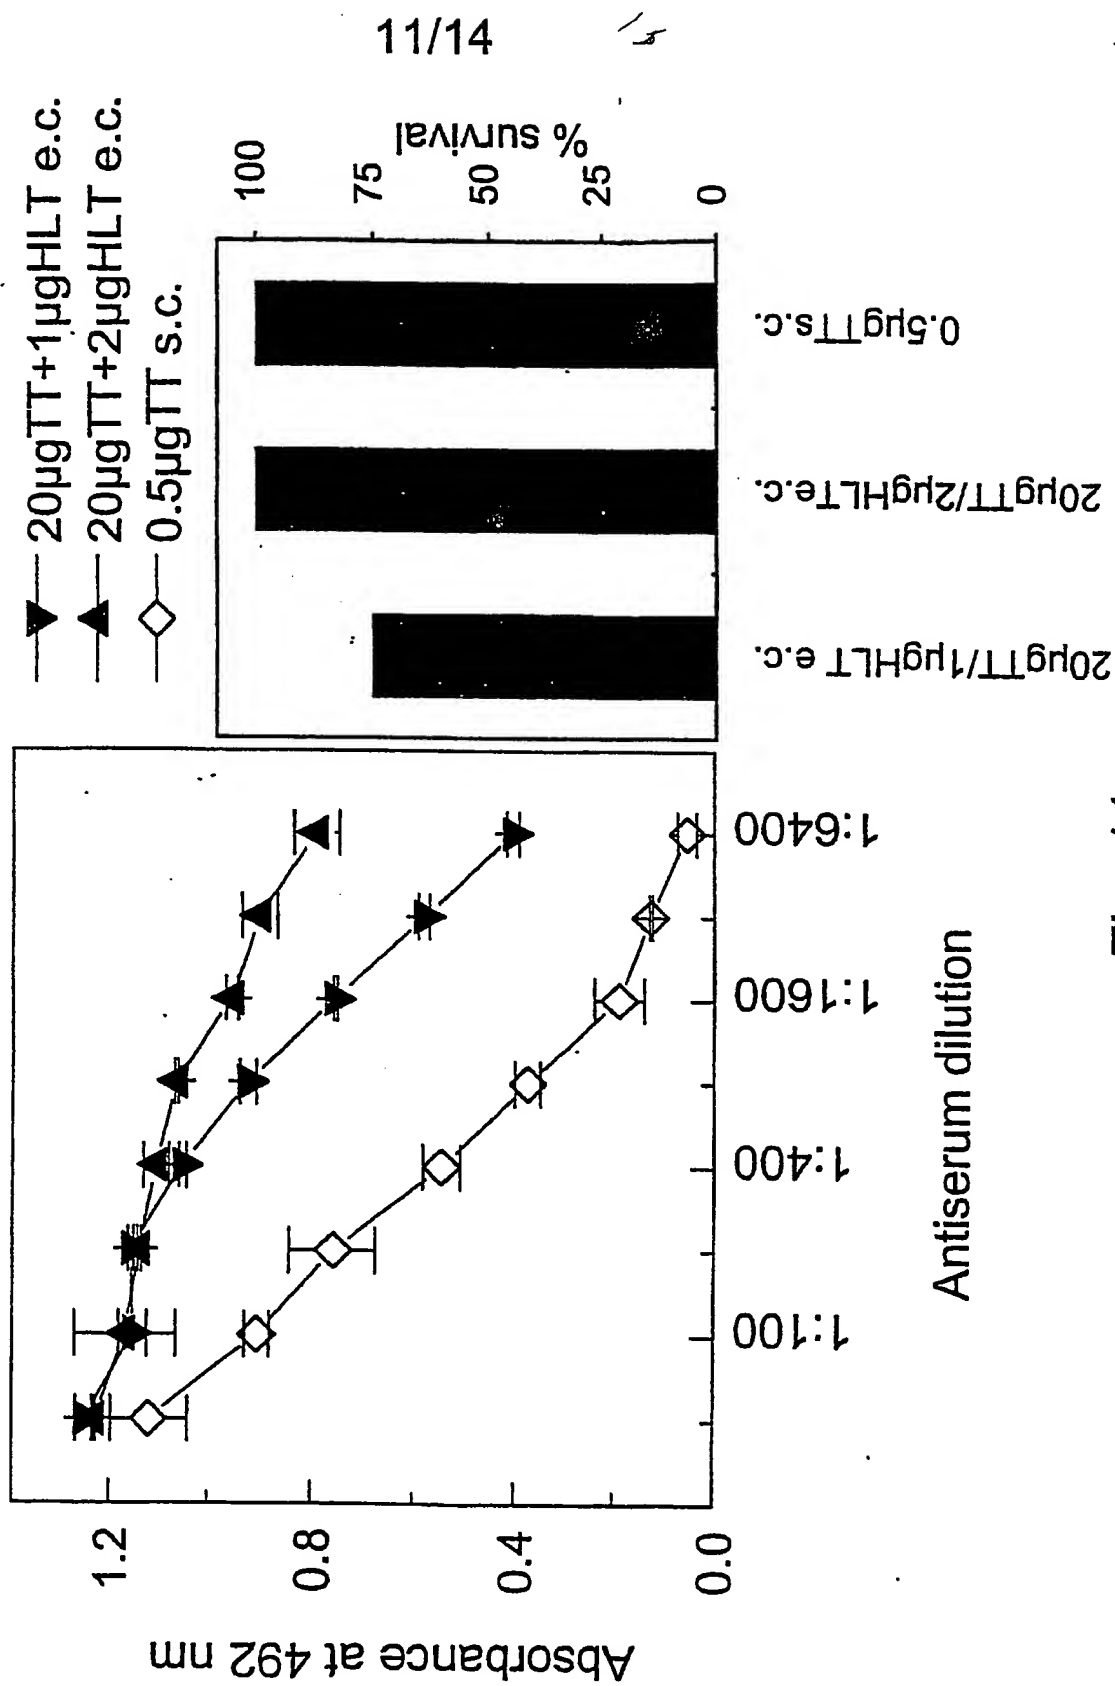 11/14
20µgTT+1µgHLT e.c.
20µgTT+2µgHLT e.c.
0.5µgTT s.c.
Absorbance at 492 nm
1.2
0.8
0.4
0.0
1:100
1:400
1:1600
1:6400
Antiserum dilution
% survival
100
75
50
25
0
20µgTT/1µgHLT e.c.
20µgTT/2µgHLTe.c.
0.5µgTTs.c.